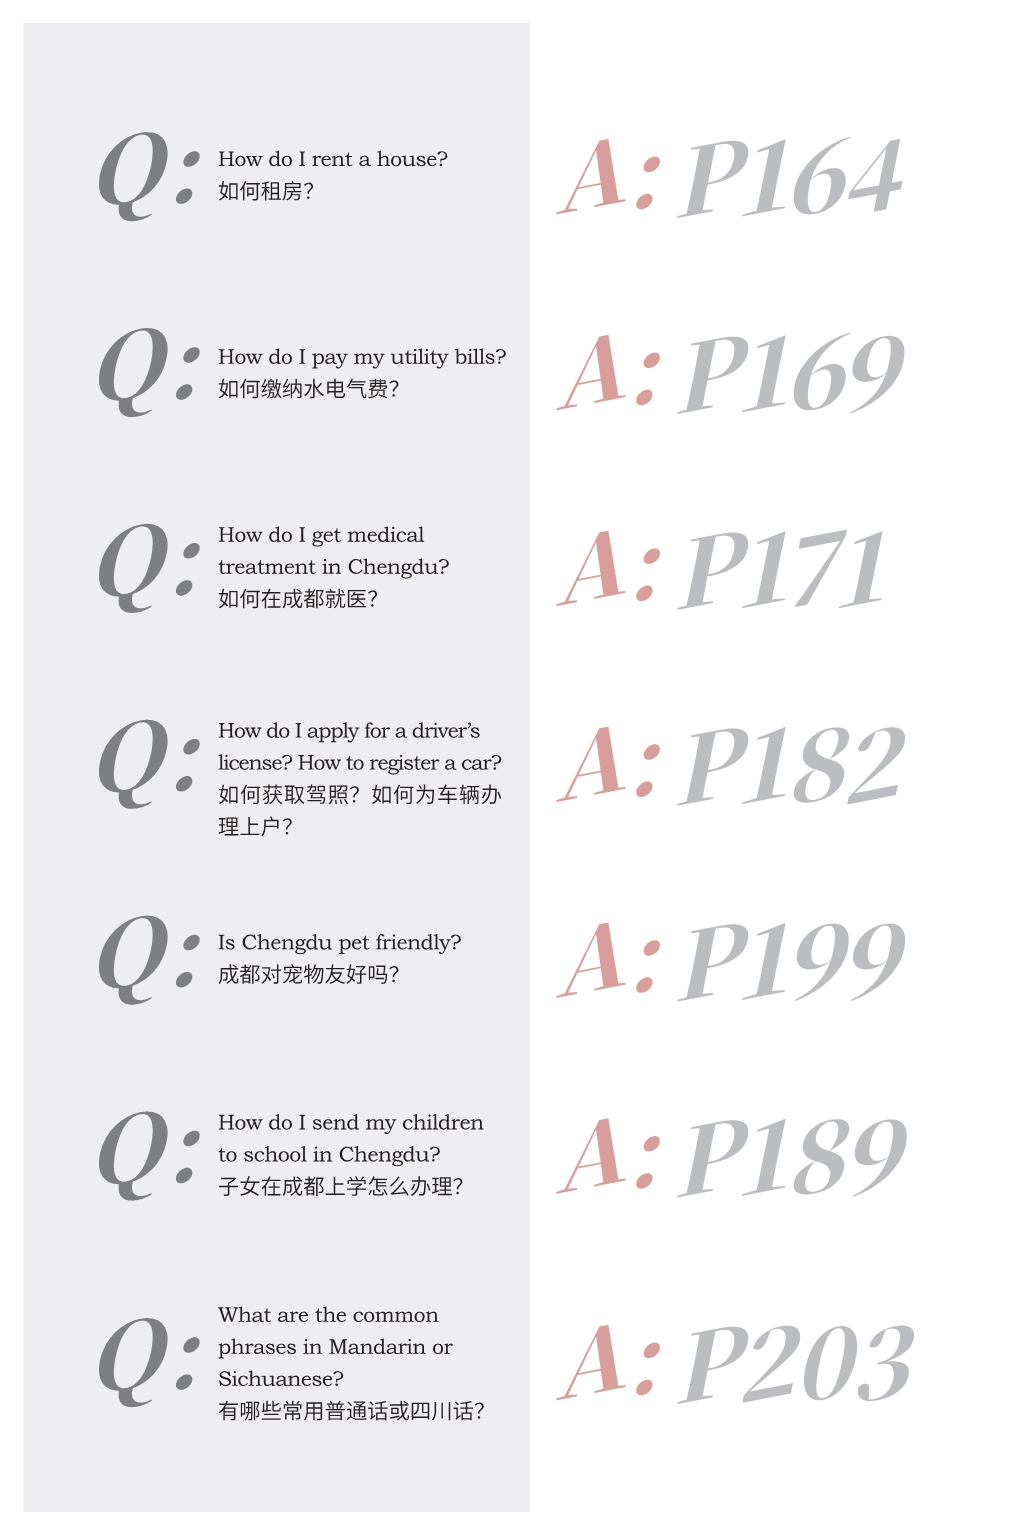 Q: How do I rent a house?
如何租房？
A: P164
Q: How do I pay my utility bills?
如何缴纳水电气费？
A: P169
Q: How do I get medical
treatment in Chengdu?
如何在成都就医？
A: P171
Q: How do I apply for a driver’s
license? How to register a car?
如何获取驾照？如何为车辆办
理上户？
A: P182
Q: Is Chengdu pet friendly?
成都对宠物友好吗？
A: P199
Q: How do I send my children
to school in Chengdu?
子女在成都上学怎么办理？
A: P189
Q: What are the common
phrases in Mandarin or
Sichuanese?
有哪些常用普通话或四川话？
A: P203